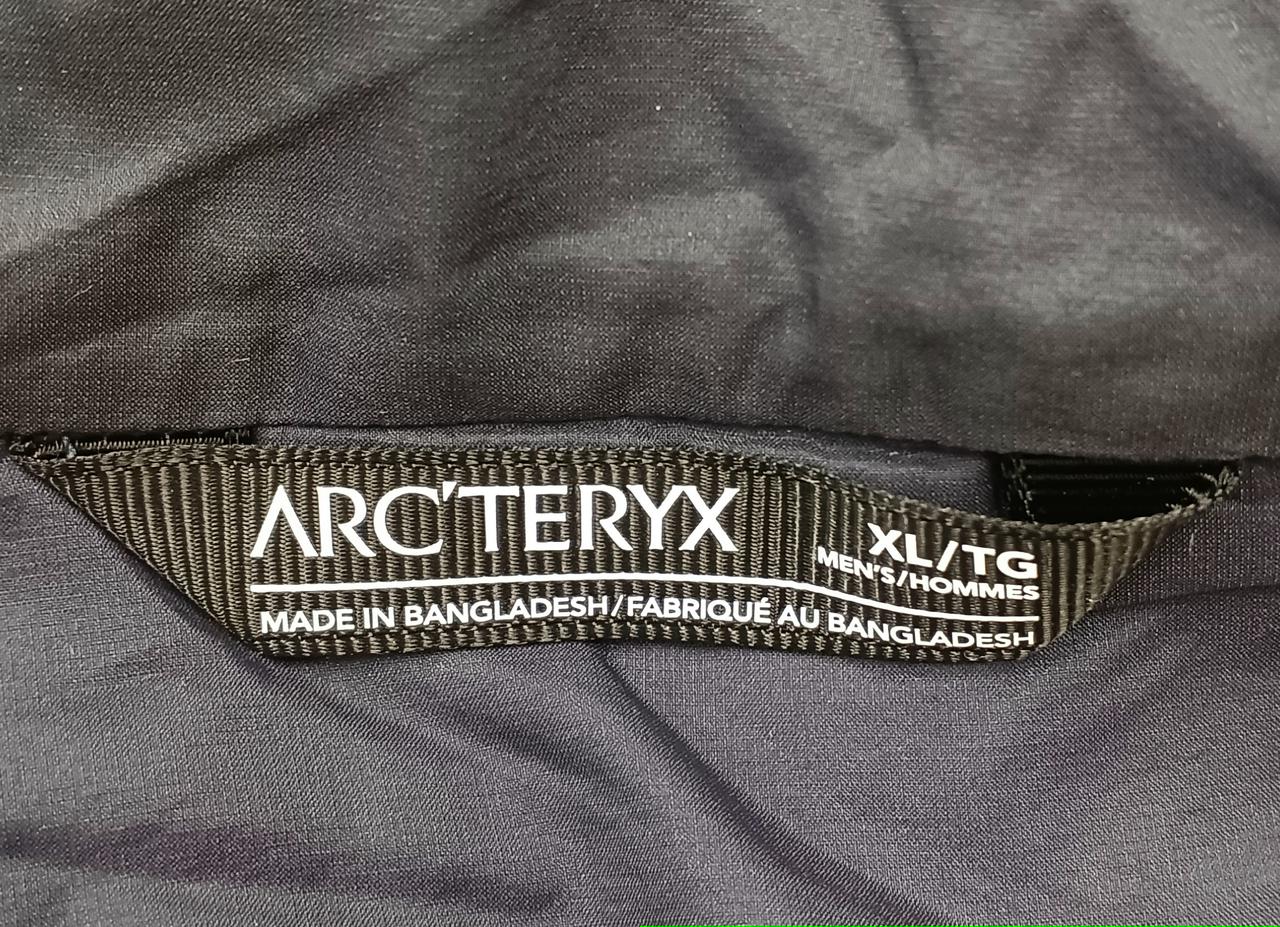 ARC'TERYX
XL/TG
MEN'S/HOMMES
MADE IN BANGLADESH/FABRIQUÉ AU BANGLADESH